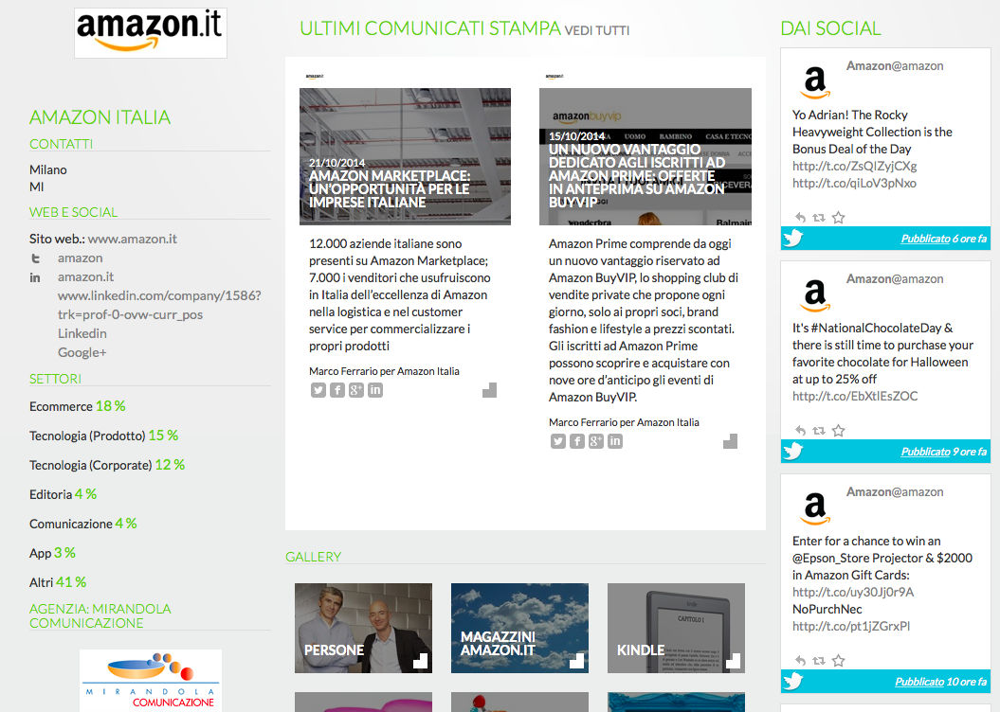 amazon.it
AMAZON ITALIA
CONTATTI
Milano
MI
WEB E SOCIAL
Sito web.: www.amazon.it
amazon
amazon.it
www.linkedin.com/company/1586?
trk=prof-0-ovw-curr_pos
Linkedin
Google+
SETTORI
Ecommerce 18 %
Tecnologia (Prodotto) 15 %
Tecnologia (Corporate) 12 %
Editoria 4 %
Comunicazione 4 %
App 3 %
Altri 41 %
AGENZIA: MIRANDOLA
COMUNICAZIONE
MIRANDOLA
COMUNICAZIONE
ULTIMI COMUNICATI STAMPA VEDI TUTTI
amazon.it
21/10/2014
AMAZON MARKETPLACE:
UN'OPPORTUNITÀ PER LE
IMPRESE ITALIANE
12.000 aziende italiane sono
presenti su Amazon Marketplace;
7.000 i venditori che usufruiscono
in Italia dell'eccellenza di Amazon
nella logistica e nel customer
service per commercializzare i
propri prodotti
Marco Ferrario per Amazon Italia
amazon.it
amazonbuyvip
UOMO BAMBINO CASA E TECNO
15/10/2014
UN NUOVO VANTAGGIO
DEDICATO AGLI ISCRITTI AD
AMAZON PRIME: OFFERTE
IN ANTEPRIMA SU AMAZON
BUYVIP
Balmain
Amazon Prime comprende da oggi
un nuovo vantaggio riservato ad
Amazon BuyVIP, lo shopping club di
vendite private che propone ogni
giorno, solo ai propri soci, brand
fashion e lifestyle a prezzi scontati.
Gli iscritti ad Amazon Prime
possono scoprire e acquistare con
nove ore d'anticipo gli eventi di
Amazon BuyVIP.
Marco Ferrario per Amazon Italia
GALLERY
PERSONE
MAGAZZINI
AMAZON.IT
kindle
CAPITOLO I
KINDLE
DAI SOCIAL
Amazon@amazon
Yo Adrian! The Rocky
Heavyweight Collection is the
Bonus Deal of the Day
http://t.co/ZsQIZyjCXg
http://t.co/qiLoV3pNxo
Pubblicato 6 ore fa
Amazon@amazon
It's #NationalChocolateDay &
there is still time to purchase your
favorite chocolate for Halloween
at up to 25% off
http://t.co/EbXtlEsZOC
Pubblicato 9 ore fa
Amazon@amazon
Enter for a chance to win an
@Epson_Store Projector & $2000
in Amazon Gift Cards:
http://t.co/uy30Jj0r9A
NoPurchNec
http://t.co/pt1jZGrxPl
Pubblicato 10 ore fa